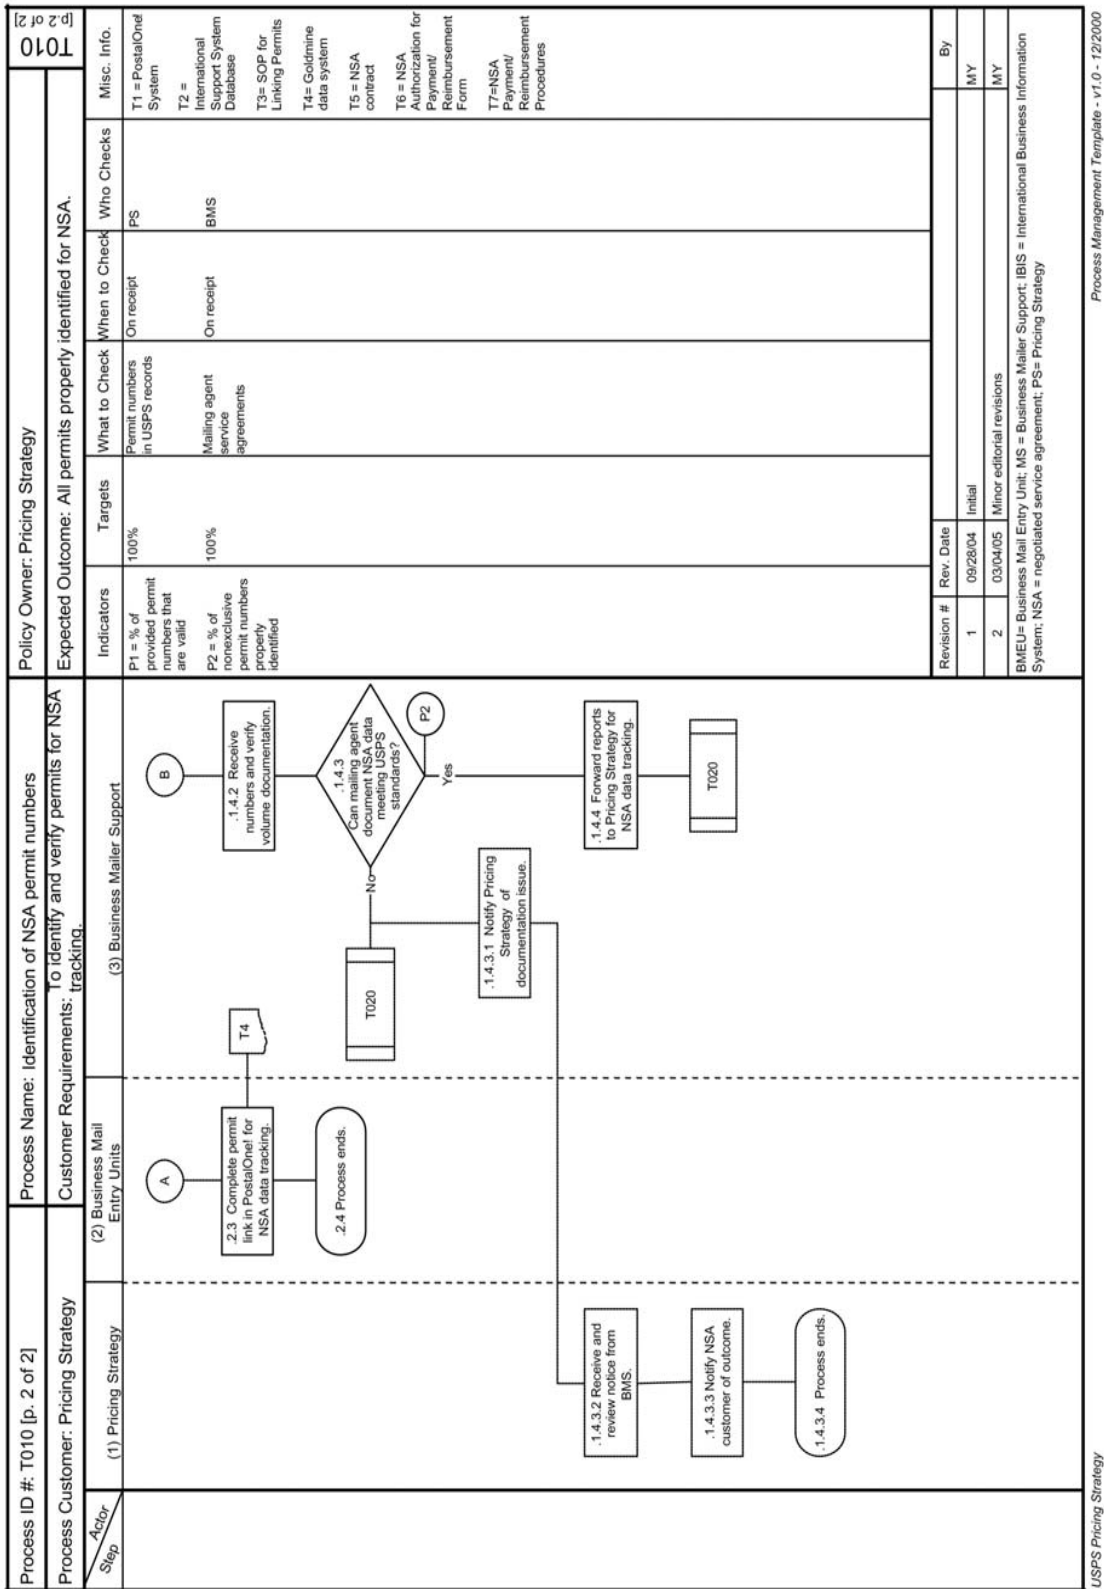 Process ID #: T010 [p. 2 of 2]
Process Name: Identification of NSA permit numbers
Policy Owner: Pricing Strategy
T010
[p.2 of 2]
Process Customer: Pricing Strategy
Customer Requirements: To identify and verify permits for NSA
tracking.
Expected Outcome: All permits properly identified for NSA.
Actor
Step
(1) Pricing Strategy
(2) Business Mail
Entry Units
(3) Business Mailer Support
Indicators
Targets
What to Check
When to Check
Who Checks
Misc. Info.
A
.2.3 Complete permit
link in PostalOne! for
NSA data tracking.
T4
.2.4 Process ends.
B
.1.4.2 Receive
numbers and verify
volume documentation.
.1.4.3
Can mailing agent
document NSA data
meeting USPS
standards?
P2
No
Yes
T020
.1.4.3.1 Notify Pricing
Strategy of
documentation issue.
.1.4.4 Forward reports
to Pricing Strategy for
NSA data tracking.
T020
.1.4.3.2 Receive and
review notice from
BMS.
.1.4.3.3 Notify NSA
customer of outcome.
.1.4.3.4 Process ends.
P1 = % of
provided permit
numbers that
are valid
100%
Permit numbers
in USPS records
On receipt
PS
P2 = % of
nonexclusive
permit numbers
properly
identified
100%
Mailing agent
service
agreements
On receipt
BMS
T1 = PostalOne!
System
T2 =
International
Support System
Database
T3= SOP for
Linking Permits
T4= Goldmine
data system
T5 = NSA
contract
T6 = NSA
Authorization for
Payment/
Reimbursement
Form
T7=NSA
Payment/
Reimbursement
Procedures
Revision # Rev. Date By
1 09/28/04 Initial MY
2 03/04/05 Minor editorial revisions MY
BMEU= Business Mail Entry Unit; MS = Business Mailer Support; IBIS = International Business Information
System; NSA = negotiated service agreement; PS= Pricing Strategy
USPS Pricing Strategy
Process Management Template - v1.0 - 12/2000